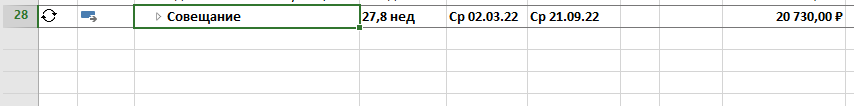 28 Совещание 27,8 нед Ср 02.03.22 Ср 21.09.22 20 730,00 ₽